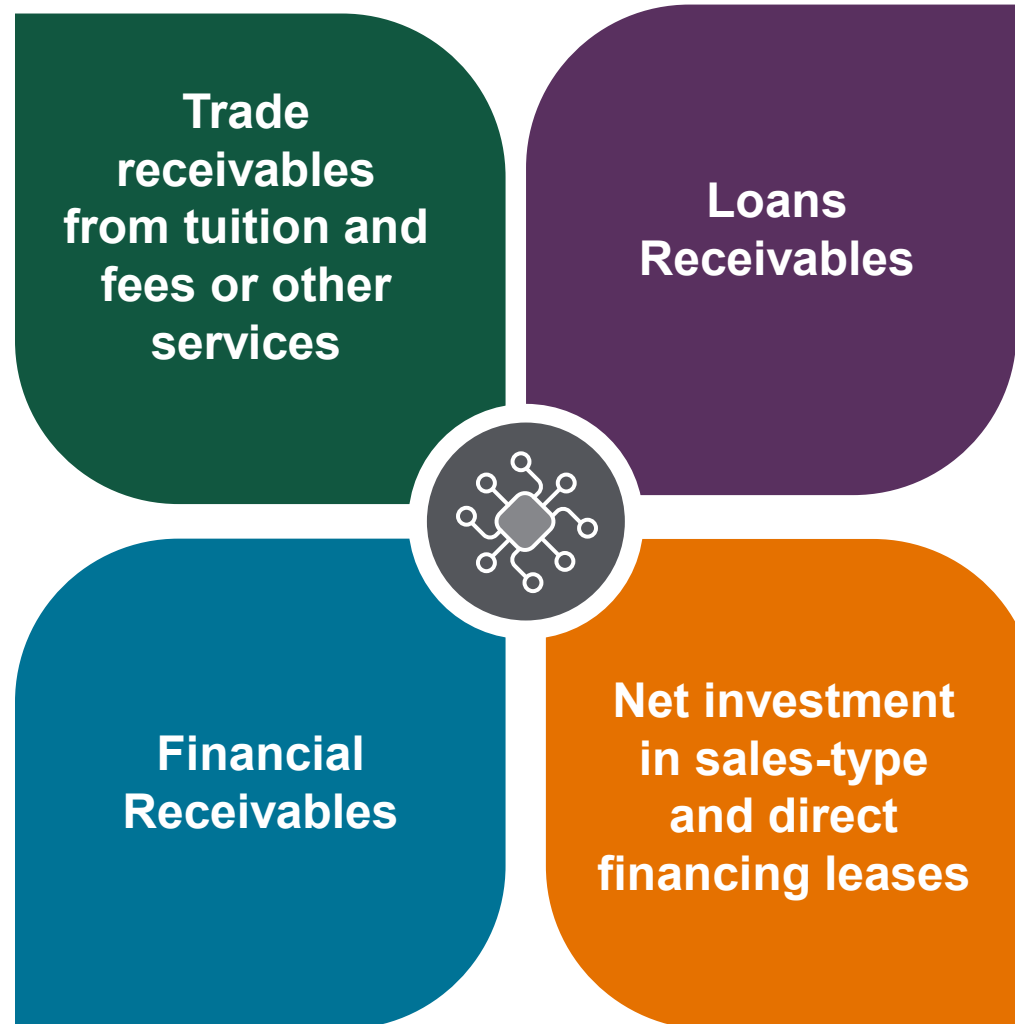 Trade
receivables
from tuition and
fees or other
services
Loans
Receivables
Financial
Receivables
Net investment
in sales-type
and direct
financing leases